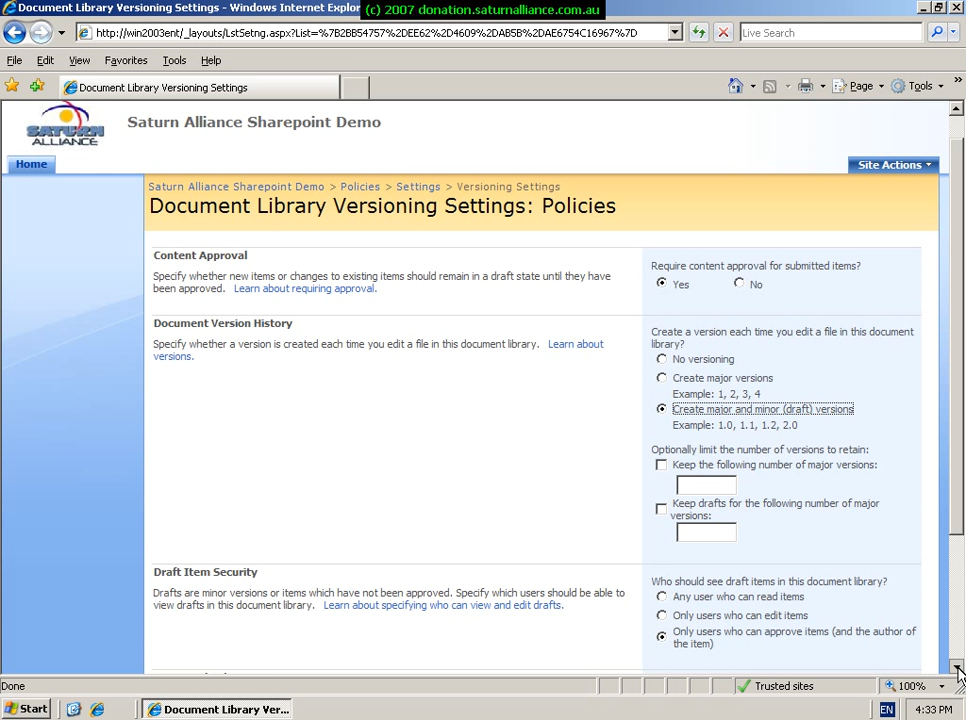 Document Library Versioning Settings - Windows Internet Explor
(c) 2007 donation.saturnalliance.com.au
http://win2003ent/_layouts/LstSetng.aspx?List=%7B2BB54757%2DEE62%2D4609%2DAB5B%2DAE6754C16967%7D
Live Search
File Edit View Favorites Tools Help
Document Library Versioning Settings
Page Tools
SATURN
ALLIANCE
Saturn Alliance Sharepoint Demo
Home
Site Actions
Saturn Alliance Sharepoint Demo > Policies > Settings > Versioning Settings
Document Library Versioning Settings: Policies
Content Approval
Specify whether new items or changes to existing items should remain in a draft state until they have
been approved. Learn about requiring approval.
Require content approval for submitted items?
Yes No
Document Version History
Specify whether a version is created each time you edit a file in this document library. Learn about
versions.
Create a version each time you edit a file in this document
library?
No versioning
Create major versions
Example: 1, 2, 3, 4
Create major and minor (draft) versions
Example: 1.0, 1.1, 1.2, 2.0
Optionally limit the number of versions to retain:
Keep the following number of major versions:
Keep drafts for the following number of major
versions:
Draft Item Security
Drafts are minor versions or items which have not been approved. Specify which users should be able to
view drafts in this document library. Learn about specifying who can view and edit drafts.
Who should see draft items in this document library?
Any user who can read items
Only users who can edit items
Only users who can approve items (and the author of
the item)
Done
Trusted sites
100%
Start
Document Library Ver...
EN
4:33 PM